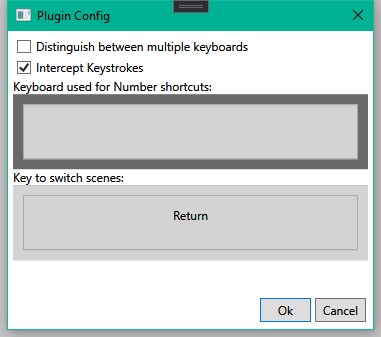 Plugin Config
Distinguish between multiple keyboards
Intercept Keystrokes
Keyboard used for Number shortcuts:
Key to switch scenes:
Return
Ok Cancel